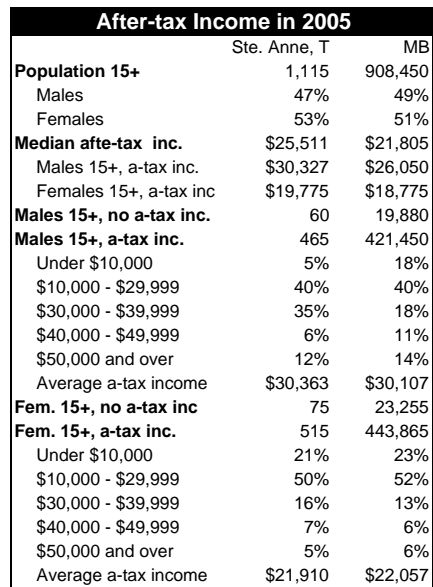 After-tax Income in 2005
Ste. Anne, T MB
Population 15+ 1,115 908,450
Males 47% 49%
Females 53% 51%
Median afte-tax inc. $25,511 $21,805
Males 15+, a-tax inc. $30,327 $26,050
Females 15+, a-tax inc $19,775 $18,775
Males 15+, no a-tax inc. 60 19,880
Males 15+, a-tax inc. 465 421,450
Under $10,000 5% 18%
$10,000 - $29,999 40% 40%
$30,000 - $39,999 35% 18%
$40,000 - $49,999 6% 11%
$50,000 and over 12% 14%
Average a-tax income $30,363 $30,107
Fem. 15+, no a-tax inc 75 23,255
Fem. 15+, a-tax inc. 515 443,865
Under $10,000 21% 23%
$10,000 - $29,999 50% 52%
$30,000 - $39,999 16% 13%
$40,000 - $49,999 7% 6%
$50,000 and over 5% 6%
Average a-tax income $21,910 $22,057